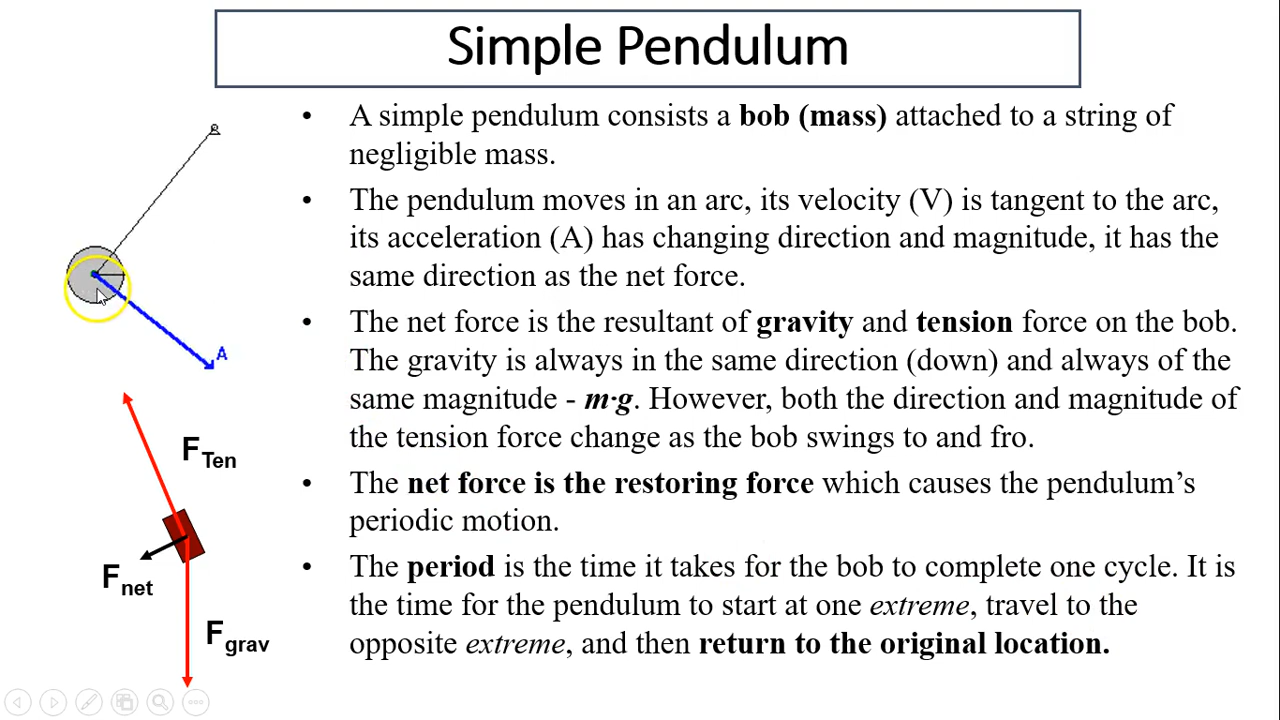 Simple Pendulum
• A simple pendulum consists a bob (mass) attached to a string of
negligible mass.
• The pendulum moves in an arc, its velocity (V) is tangent to the arc,
its acceleration (A) has changing direction and magnitude, it has the
same direction as the net force.
• The net force is the resultant of gravity and tension force on the bob.
The gravity is always in the same direction (down) and always of the
same magnitude - m·g. However, both the direction and magnitude of
the tension force change as the bob swings to and fro.
• The net force is the restoring force which causes the pendulum’s
periodic motion.
• The period is the time it takes for the bob to complete one cycle. It is
the time for the pendulum to start at one extreme, travel to the
opposite extreme, and then return to the original location.
A
F Ten
F net
F grav